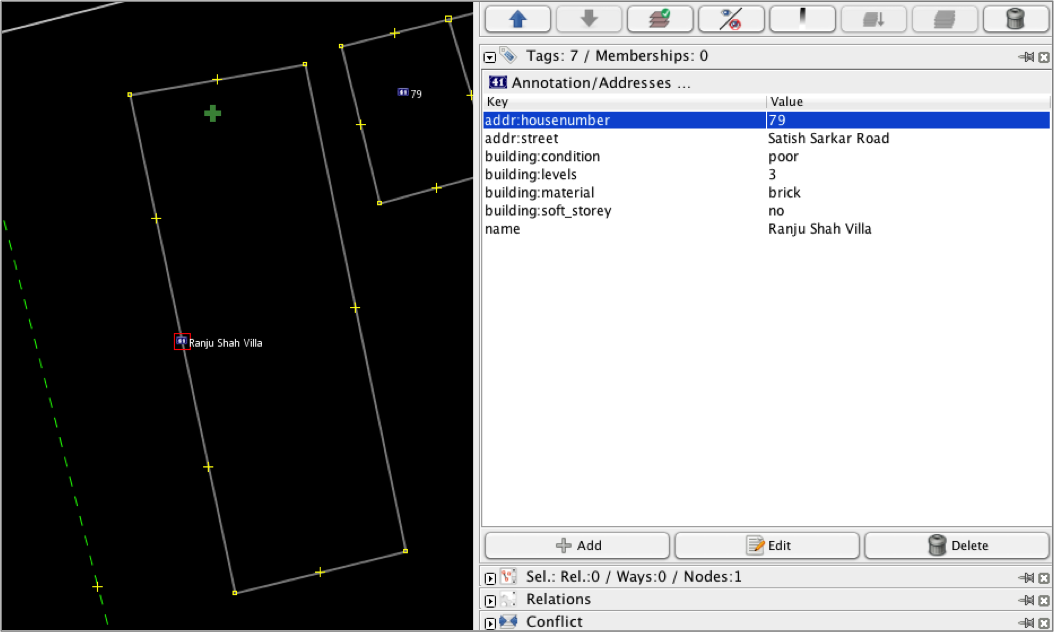 79
Ranju Shah Villa
Tags: 7 / Memberships: 0
41 Annotation/Addresses ...
Key Value
addr:housenumber 79
addr:street Satish Sarkar Road
building:condition poor
building:levels 3
building:material brick
building:soft_storey no
name Ranju Shah Villa
Add Edit Delete
Sel.: Rel.:0 / Ways:0 / Nodes:1
Relations
Conflict